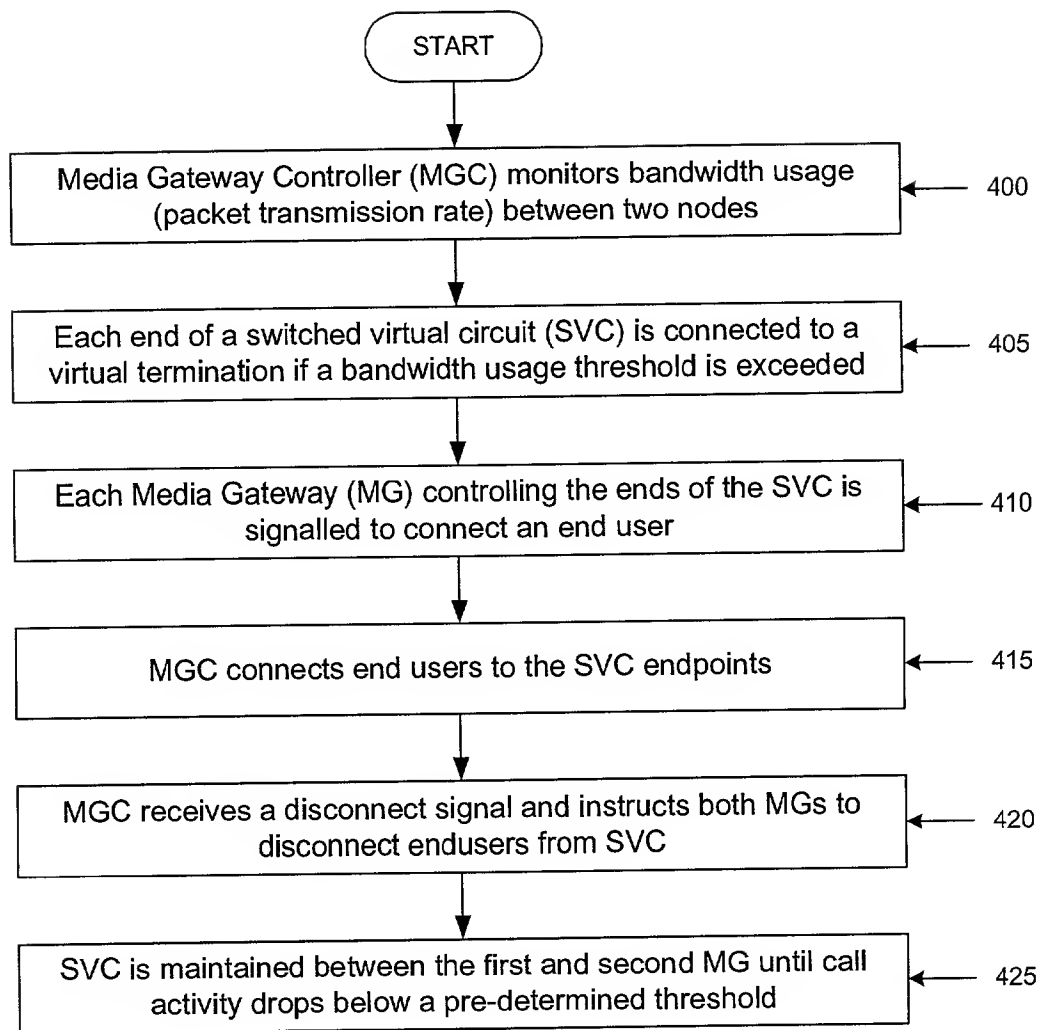 START
Media Gateway Controller (MGC) monitors bandwidth usage
(packet transmission rate) between two nodes
400
Each end of a switched virtual circuit (SVC) is connected to a
virtual termination if a bandwidth usage threshold is exceeded
405
Each Media Gateway (MG) controlling the ends of the SVC is
signalled to connect an end user
410
MGC connects end users to the SVC endpoints
415
MGC receives a disconnect signal and instructs both MGs to
disconnect endusers from SVC
420
SVC is maintained between the first and second MG until call
activity drops below a pre-determined threshold
425